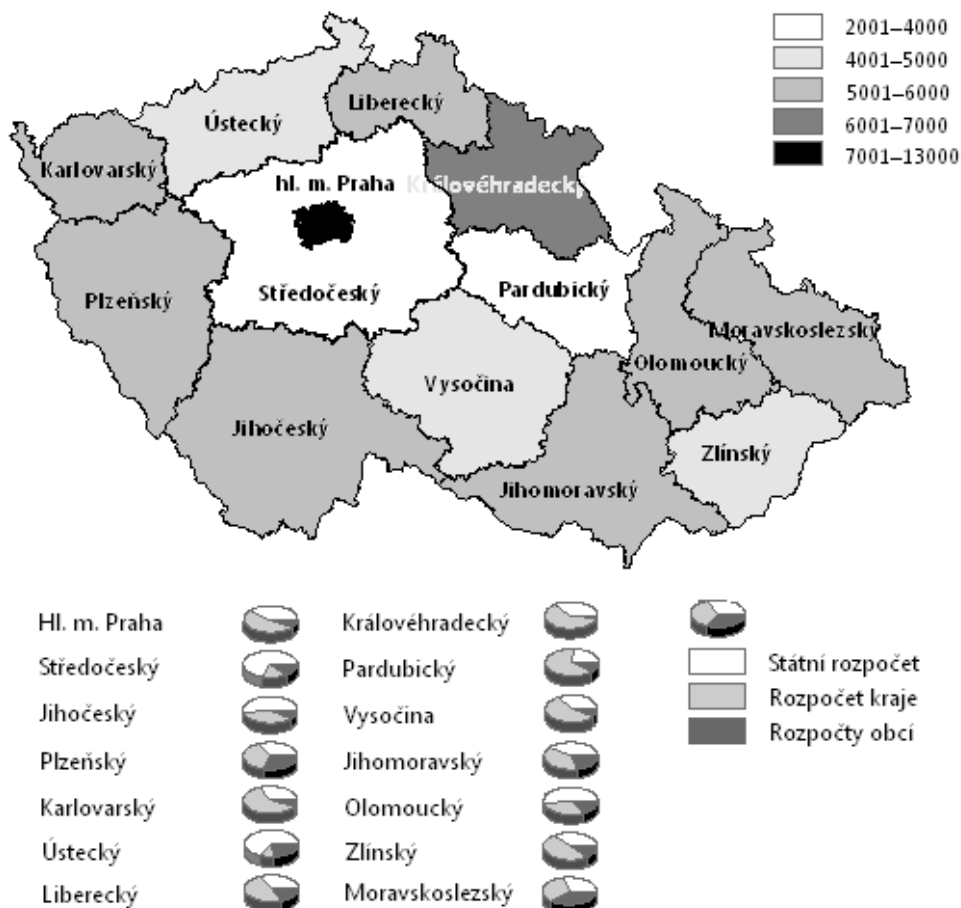 2001–4000
4001–5000
5001–6000
6001–7000
7001–13000
Liberecký
Ústecký
Karlovarský
hl. m. Praha
Královéhradecký
Plzeňský
Středočeský
Pardubický
Moravskoslezský
Olomoucký
Vysočina
Jihočeský
Zlínský
Jihomoravský
Hl. m. Praha
Středočeský
Jihočeský
Plzeňský
Karlovarský
Ústecký
Liberecký
Královéhradecký
Pardubický
Vysočina
Jihomoravský
Olomoucký
Zlínský
Moravskoslezský
Státní rozpočet
Rozpočet kraje
Rozpočty obcí